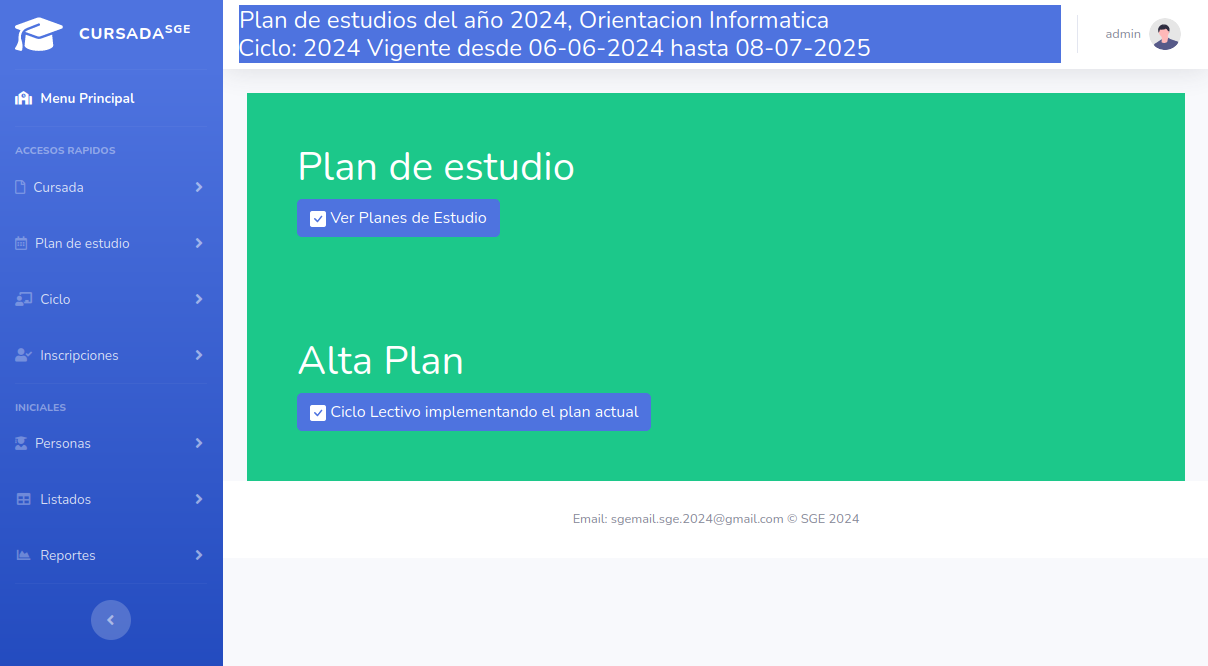 CURSADA SGE
Menu Principal
ACCESOS RAPIDOS
Cursada
Plan de estudio
Ciclo
Inscripciones
INICIALES
Personas
Listados
Reportes
Plan de estudios del año 2024, Orientacion Informatica
Ciclo: 2024 Vigente desde 06-06-2024 hasta 08-07-2025
admin
Plan de estudio
Ver Planes de Estudio
Alta Plan
Ciclo Lectivo implementando el plan actual
Email: sgemail.sge.2024@gmail.com © SGE 2024